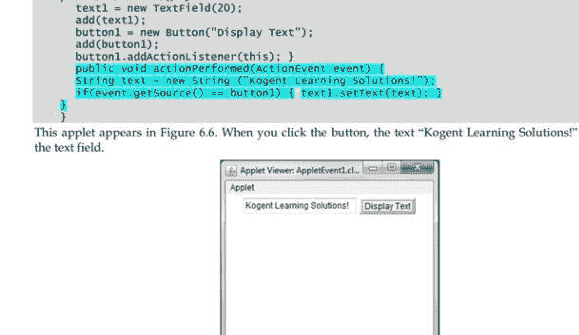 text1 = new TextField(20);
add(text1);
button1 = new Button("Display Text");
add(button1);
button1.addActionListener(this); }
public void actionPerformed(ActionEvent event) {
String text = new String ("Kogent Learning Solutions!");
if(event.getSource() == button1) { text1.setText(text); }
}
}
This applet appears in Figure 6.6. When you click the button, the text “Kogent Learning Solutions!”
the text field.
Applet Viewer: AppletEvent1.cl...
Applet
Kogent Learning Solutions! Display Text